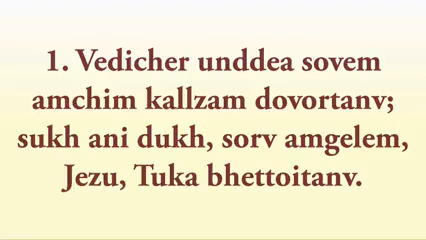 1. Vedicher unddea sovem
amchim kallzam dovortanv;
sukh ani dukh, sorv amgelem,
Jezu, Tuka bhettoitanv.